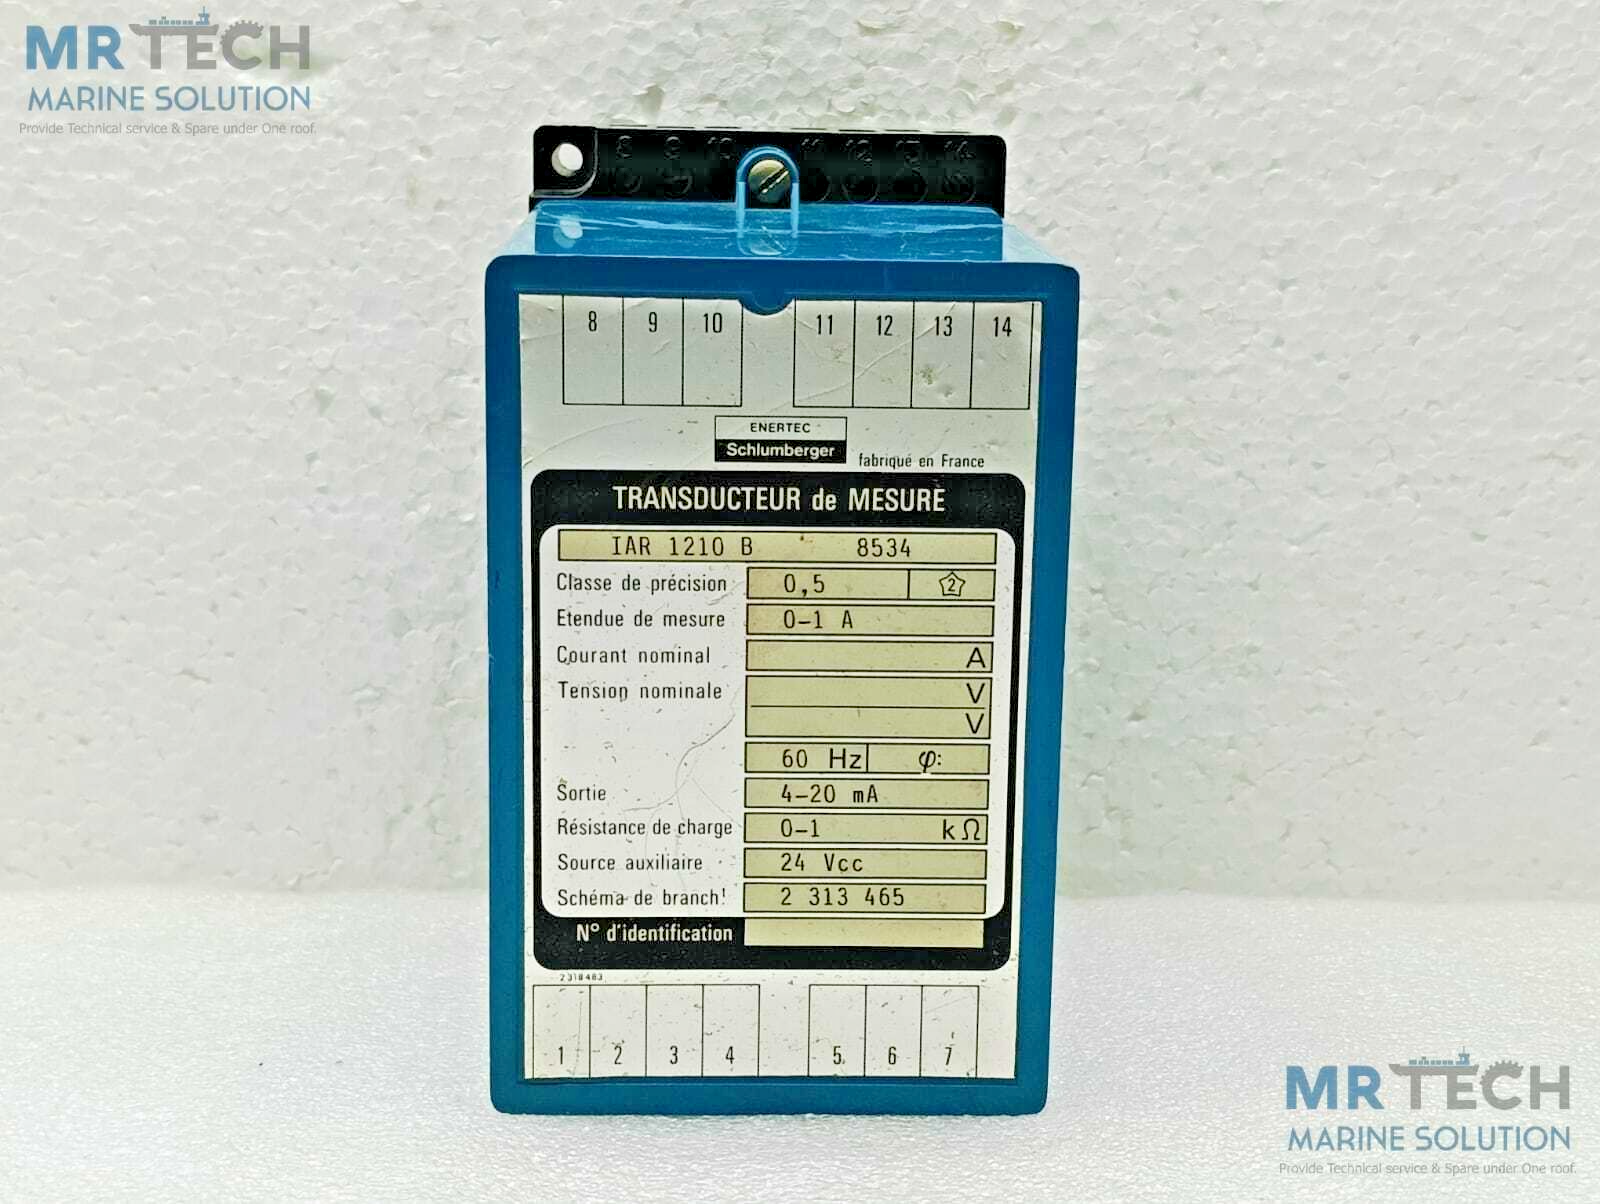 MR TECH
MARINE SOLUTION
Provide Technical service & Spare under One roof.
8 9 10 11 12 13 14
8 9 10 11 12 13 14
ENERTEC
Schlumberger
fabriqué en France
TRANSDUCTEUR de MESURE
IAR 1210 B 8534
Classe de précision 0,5 2
Etendue de mesure 0-1 A
Courant nominal A
Tension nominale V
V
60 Hz φ:
Sortie 4-20 mA
Résistance de charge 0-1 kΩ
Source auxiliaire 24 Vcc
Schéma de branch! 2 313 465
N° d'identification
2318483
1 2 3 4 5 6 7
MR TECH
MARINE SOLUTION
Provide Technical service & Spare under One roof.